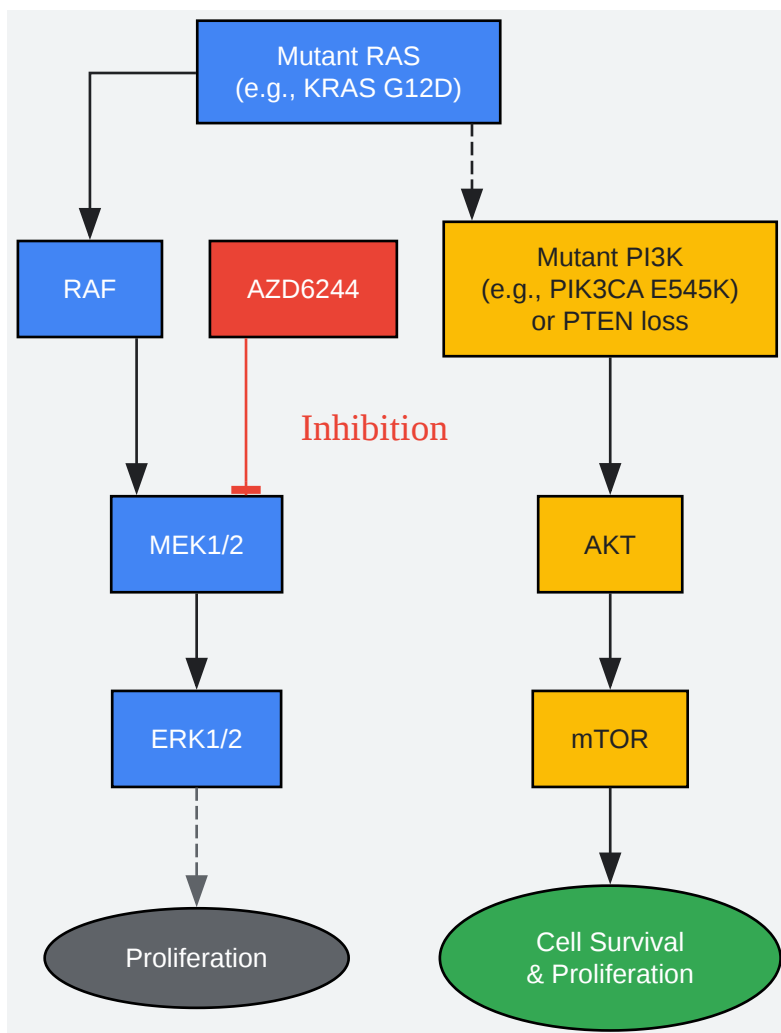 Mutant RAS
(e.g., KRAS G12D)
RAF
AZD6244
Mutant PI3K
(e.g., PIK3CA E545K)
or PTEN loss
Inhibition
MEK1/2
AKT
ERK1/2
mTOR
Proliferation
Cell Survival
& Proliferation